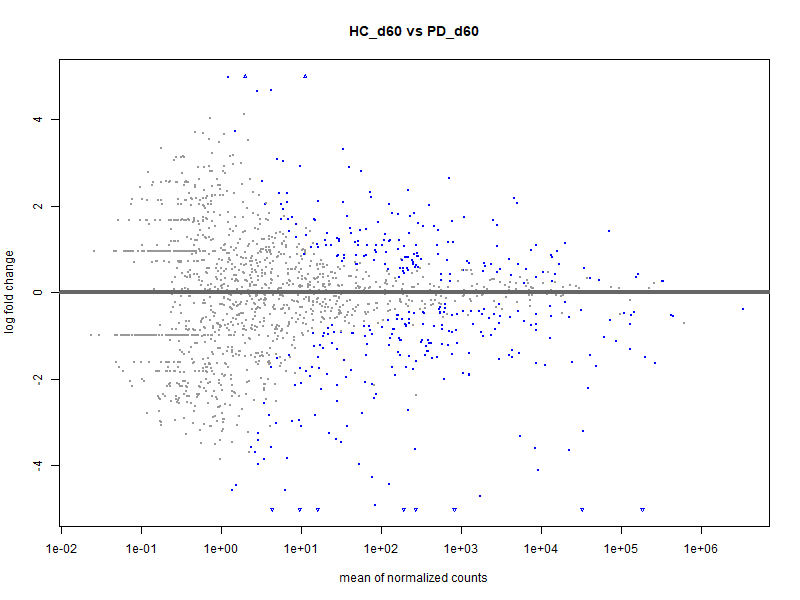 HC_d60 vs PD_d60
log fold change
4
2
0
-2
-4
1e-02 1e-01 1e+00 1e+01 1e+02 1e+03 1e+04 1e+05 1e+06
mean of normalized counts